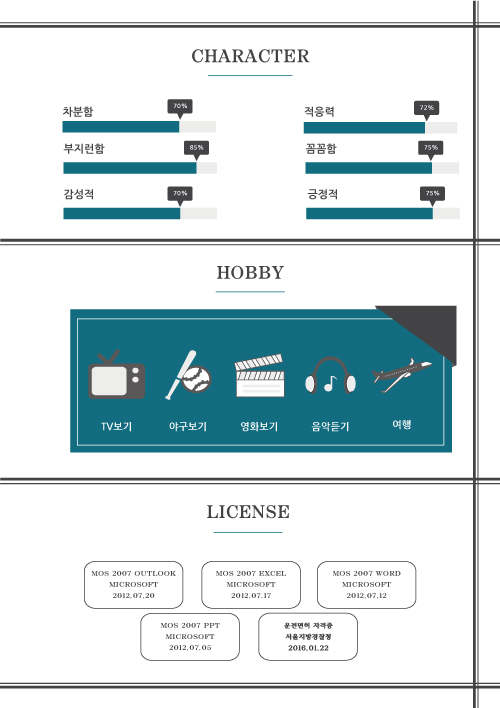 CHARACTER
차분함
70%
적응력
72%
부지런함
85%
꼼꼼함
75%
감성적
70%
긍정적
75%
HOBBY
TV보기
야구보기
영화보기
음악듣기
여행
LICENSE
MOS 2007 OUTLOOK
MICROSOFT
2012.07.20
MOS 2007 EXCEL
MICROSOFT
2012.07.17
MOS 2007 WORD
MICROSOFT
2012.07.12
MOS 2007 PPT
MICROSOFT
2012.07.05
운전면허 자격증
서울지방경찰청
2016.01.22